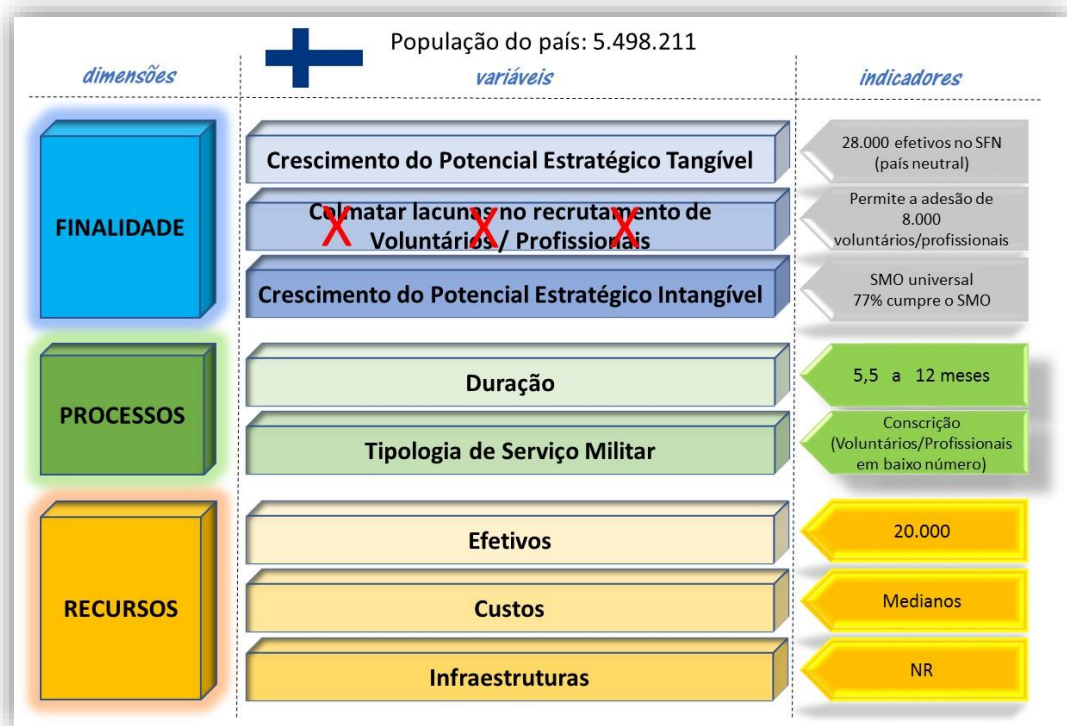 População do país: 5.498.211
dimensões
variáveis
indicadores
FINALIDADE
Crescimento do Potencial Estratégico Tangível
28.000 efetivos no SFN
(país neutral)
Colmatar lacunas no recrutamento de
Voluntários / Profissionais
Permite a adesão de
8.000
voluntários/profissionais
Crescimento do Potencial Estratégico Intangível
SMO universal
77% cumpre o SMO
PROCESSOS
Duração
5,5 a 12 meses
Tipologia de Serviço Militar
Conscrição
(Voluntários/Profissionais
em baixo número)
RECURSOS
Efetivos
20.000
Custos
Medianos
Infraestruturas
NR